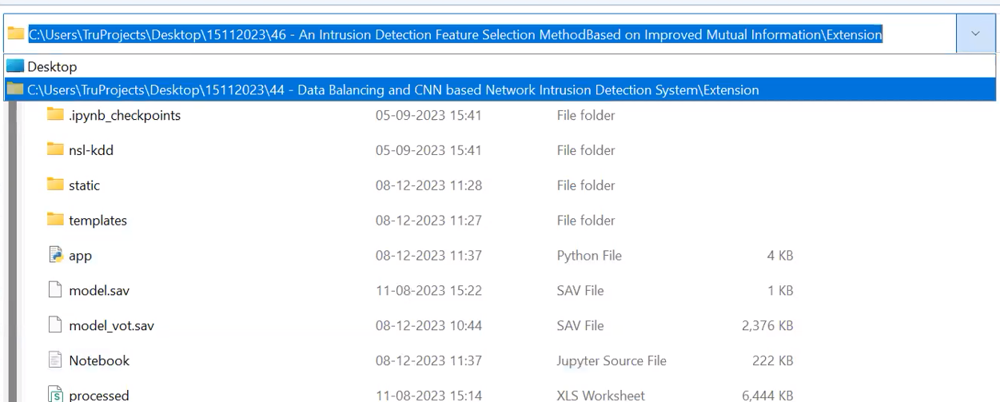 C:\Users\TruProjects\Desktop\15112023\46 - An Intrusion Detection Feature Selection MethodBased on Improved Mutual Information\Extension
Desktop
C:\Users\TruProjects\Desktop\15112023\44 - Data Balancing and CNN based Network Intrusion Detection System\Extension
.ipynb_checkpoints 05-09-2023 15:41 File folder
nsl-kdd 05-09-2023 15:41 File folder
static 08-12-2023 11:28 File folder
templates 08-12-2023 11:27 File folder
app 08-12-2023 11:37 Python File 4 KB
model.sav 11-08-2023 15:22 SAV File 1 KB
model_vot.sav 08-12-2023 10:44 SAV File 2,376 KB
Notebook 08-12-2023 11:37 Jupyter Source File 222 KB
processed 11-08-2023 15:14 XLS Worksheet 6,444 KB